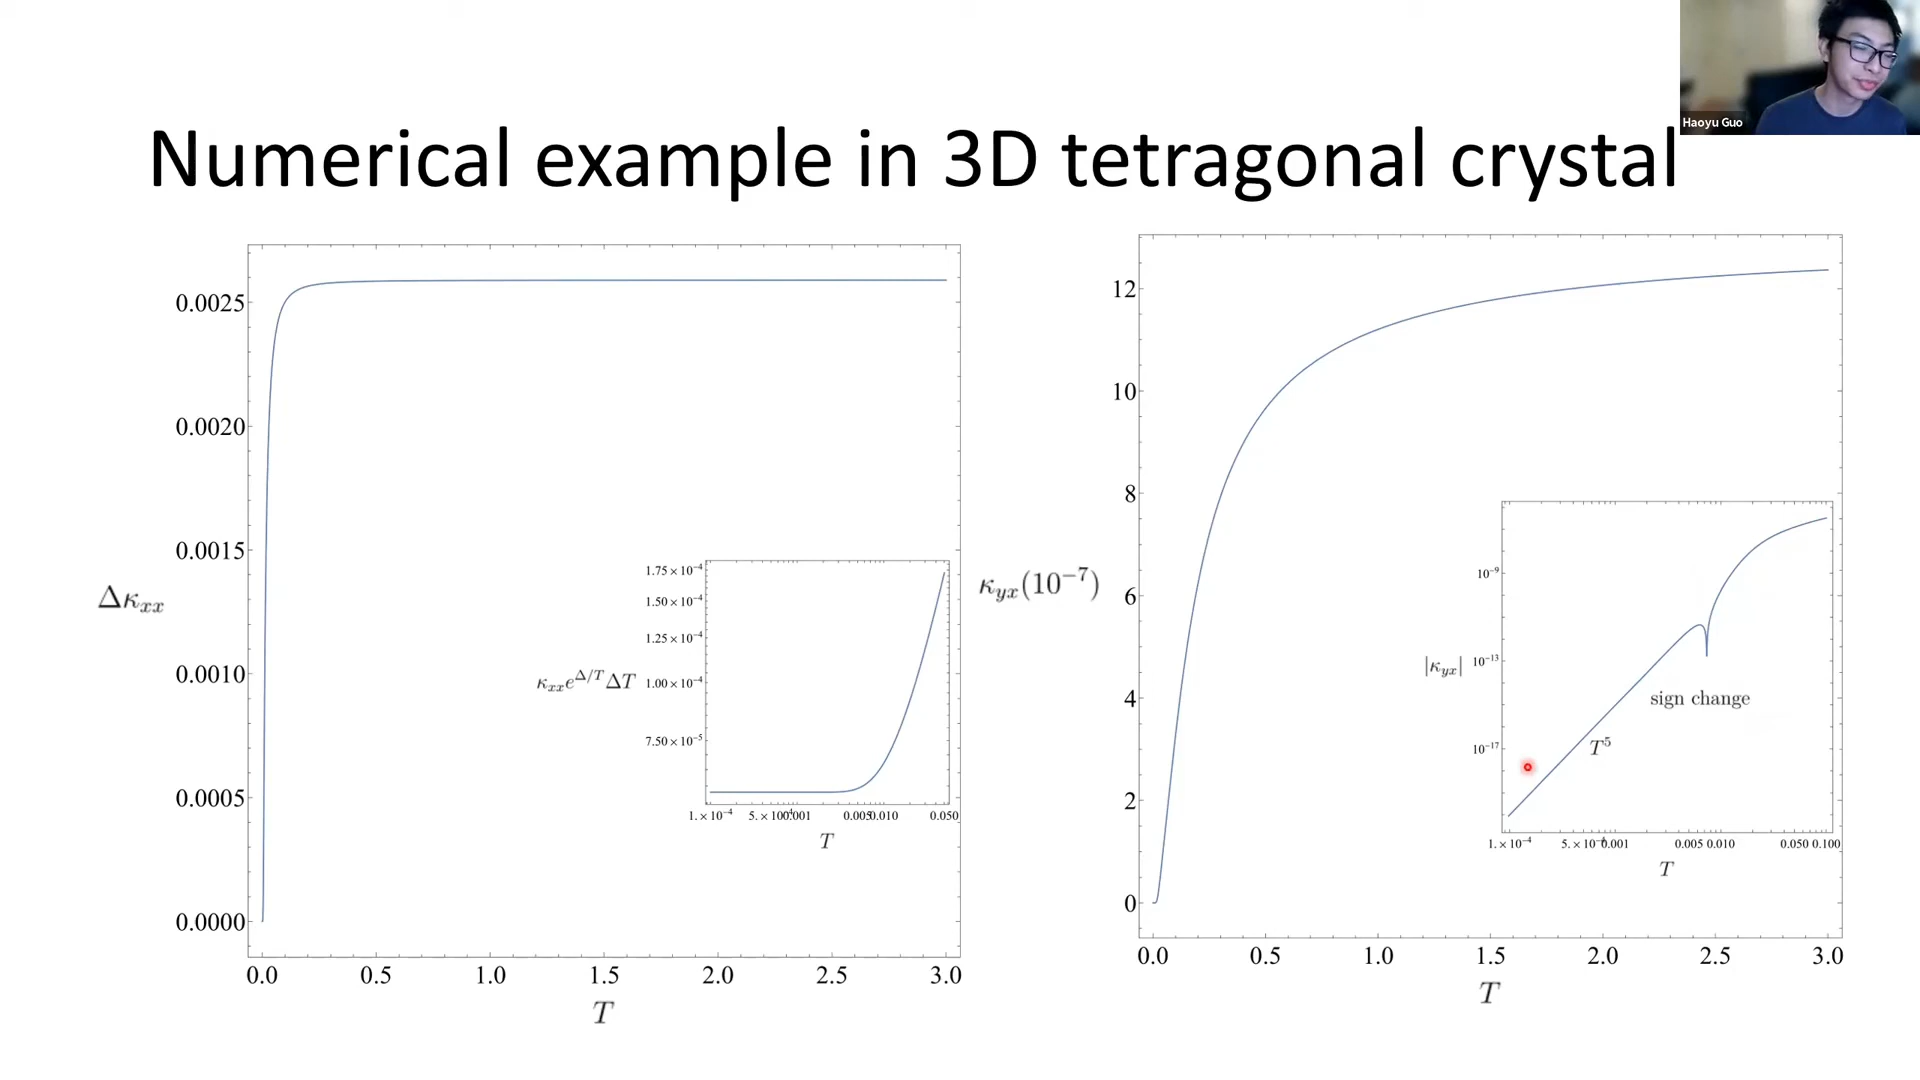 Haoyu Guo
Numerical example in 3D tetragonal crystal
0.0025
0.0020
0.0015
0.0010
0.0005
0.0000
Δκ_xx
0.0 0.5 1.0 1.5 2.0 2.5 3.0
T
1.75×10⁻⁴
1.50×10⁻⁴
1.25×10⁻⁴
1.00×10⁻⁴
7.50×10⁻⁵
κ_xx e^{Δ/T} ΔT
1.×10⁻⁴ 5.×10⁻⁴ 0.001 0.005 0.010 0.050
T
κ_yx(10⁻⁷)
12
10
8
6
4
2
0
0.0 0.5 1.0 1.5 2.0 2.5 3.0
T
10⁻⁹
10⁻¹³
10⁻¹⁷
|κ_yx|
sign change
T⁵
1.×10⁻⁴ 5.×10⁻⁴ 0.001 0.005 0.010 0.050 0.100
T